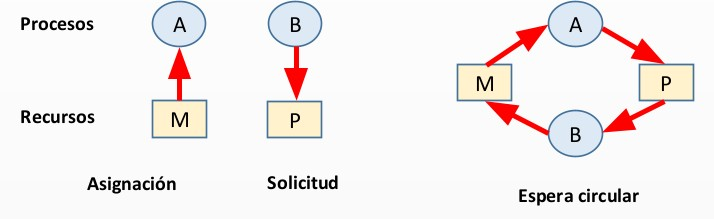 Procesos
A
B
A
M
P
Recursos
M
P
B
Asignación
Solicitud
Espera circular